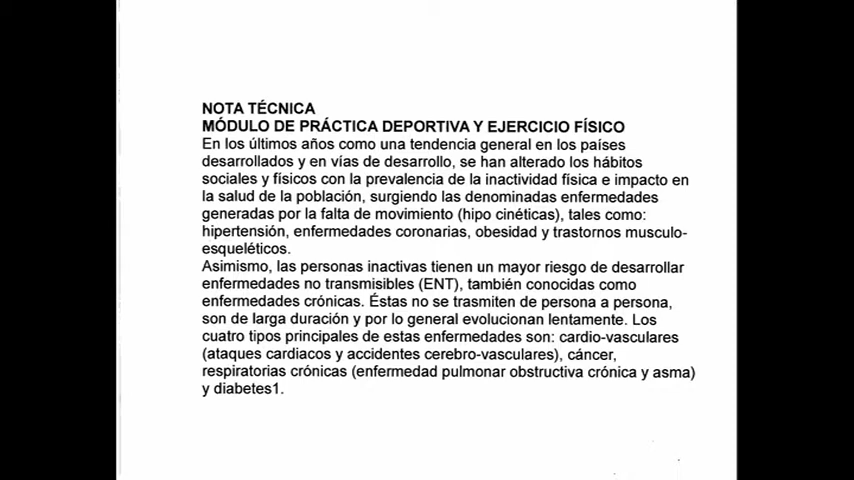 NOTA TÉCNICA
MÓDULO DE PRÁCTICA DEPORTIVA Y EJERCICIO FÍSICO
En los últimos años como una tendencia general en los países
desarrollados y en vías de desarrollo, se han alterado los hábitos
sociales y físicos con la prevalencia de la inactividad física e impacto en
la salud de la población, surgiendo las denominadas enfermedades
generadas por la falta de movimiento (hipo cinéticas), tales como:
hipertensión, enfermedades coronarias, obesidad y trastornos musculo-
esqueléticos.
Asimismo, las personas inactivas tienen un mayor riesgo de desarrollar
enfermedades no transmisibles (ENT), también conocidas como
enfermedades crónicas. Éstas no se trasmiten de persona a persona,
son de larga duración y por lo general evolucionan lentamente. Los
cuatro tipos principales de estas enfermedades son: cardio-vasculares
(ataques cardiacos y accidentes cerebro-vasculares), cáncer,
respiratorias crónicas (enfermedad pulmonar obstructiva crónica y asma)
y diabetes1.